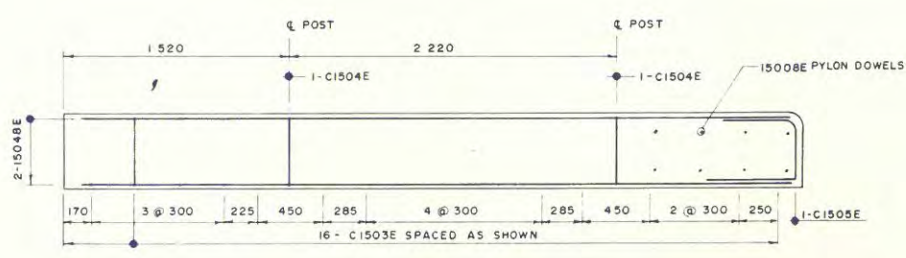 ℄ POST
℄ POST
1 520
2 220
1-C1504E
1-C1504E
15008E PYLON DOWELS
2-15048E
170
3 @ 300
225
450
285
4 @ 300
285
450
2 @ 300
250
1-C1505E
16- C1503E SPACED AS SHOWN